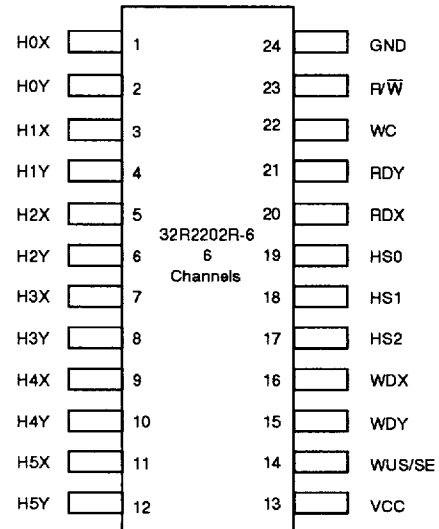 H0X 1 24 GND
H0Y 2 23 R/W̅
H1X 3 22 WC
H1Y 4 21 RDY
H2X 5 20 RDX
32R2202R-6
H2Y 6 6 19 HS0
Channels
H3X 7 18 HS1
H3Y 8 17 HS2
H4X 9 16 WDX
H4Y 10 15 WDY
H5X 11 14 WUS/SE
H5Y 12 13 VCC